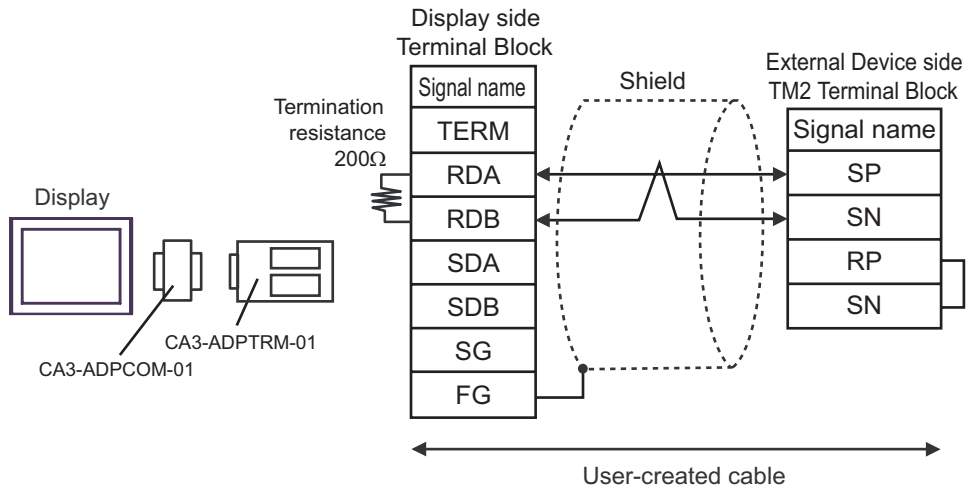 Display side
Terminal Block
Signal name
TERM
RDA
RDB
SDA
SDB
SG
FG
Termination
resistance
200Ω
Shield
External Device side
TM2 Terminal Block
Signal name
SP
SN
RP
SN
Display
CA3-ADPTRM-01
CA3-ADPCOM-01
User-created cable